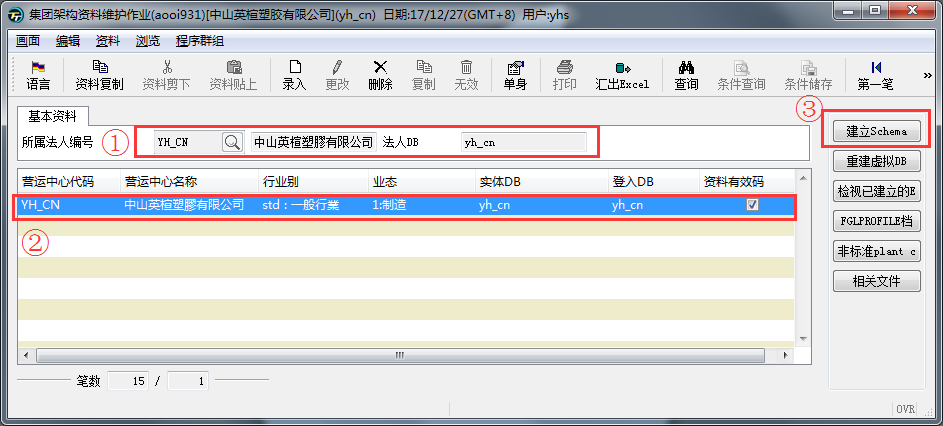 集团架构资料维护作业(aooi931)[中山英楦塑胶有限公司](yh_cn) 日期:17/12/27(GMT+8) 用户:yhs
画面 编辑 资料 浏览 程序群组
语言 资料复制 资料剪下 资料贴上 录入 更改 删除 复制 无效 单身 打印 汇出Excel 查询 条件查询 条件储存 第一笔 »
基本资料
所属法人编号 ① YH_CN 中山英楦塑膠有限公司 法人DB yh_cn
营运中心代码 营运中心名称 行业别 业态 实体DB 登入DB 资料有效码
YH_CN 中山英楦塑膠有限公司 std：一般行業 1:制造 yh_cn yh_cn
②
③
建立Schema
重建虚拟DB
检视已建立的E
FGLPROFILE档
非标准plant c
相关文件
笔数 15 / 1
OVR